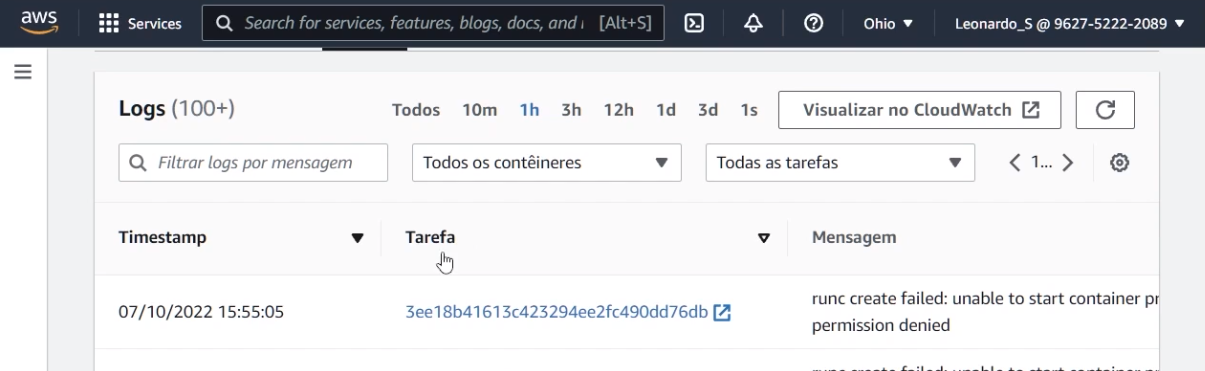 aws
Services
Search for services, features, blogs, docs, and
[Alt+S]
Ohio
Leonardo_S @ 9627-5222-2089
Logs (100+)
Todos 10m 1h 3h 12h 1d 3d 1s
Visualizar no CloudWatch
Filtrar logs por mensagem
Todos os contêineres
Todas as tarefas
1...
Timestamp
Tarefa
Mensagem
07/10/2022 15:55:05
3ee18b41613c423294ee2fc490dd76db
runc create failed: unable to start container
permission denied